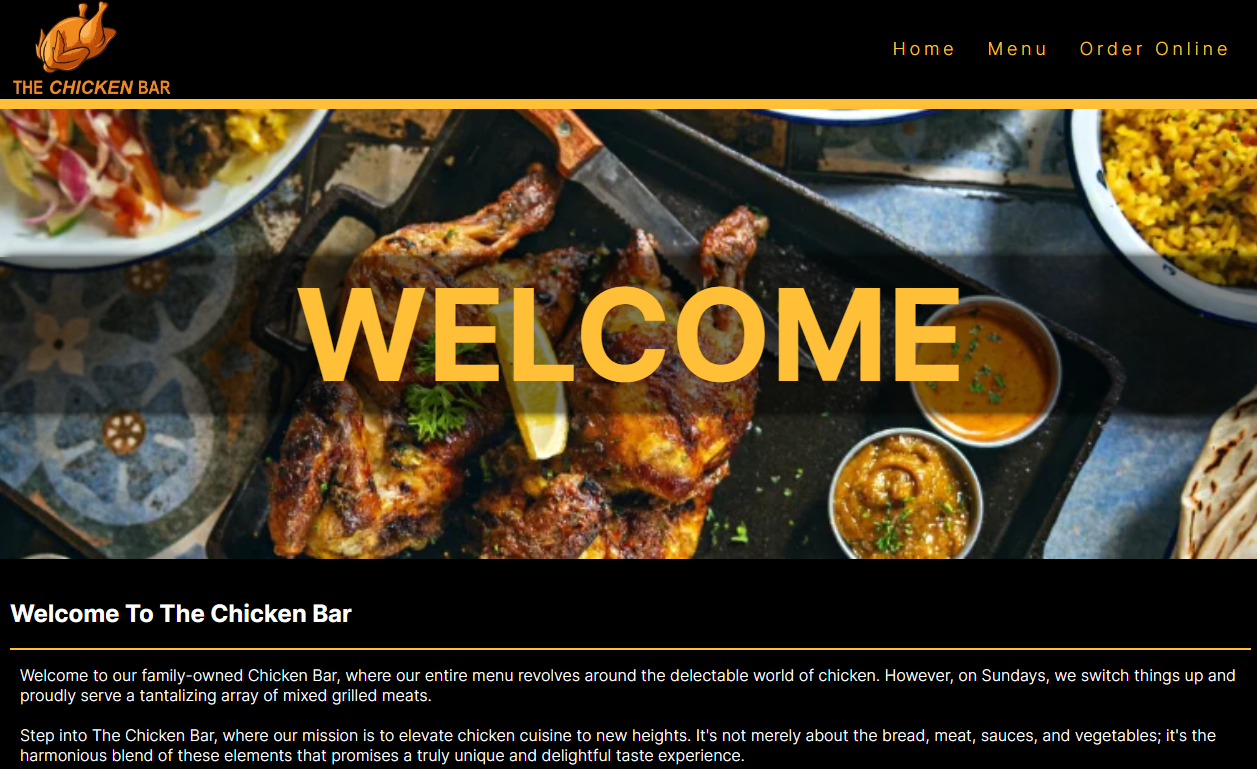 THE CHICKEN BAR
Home Menu Order Online
WELCOME
Welcome To The Chicken Bar
Welcome to our family-owned Chicken Bar, where our entire menu revolves around the delectable world of chicken. However, on Sundays, we switch things up and
proudly serve a tantalizing array of mixed grilled meats.
Step into The Chicken Bar, where our mission is to elevate chicken cuisine to new heights. It's not merely about the bread, meat, sauces, and vegetables; it's the
harmonious blend of these elements that promises a truly unique and delightful taste experience.